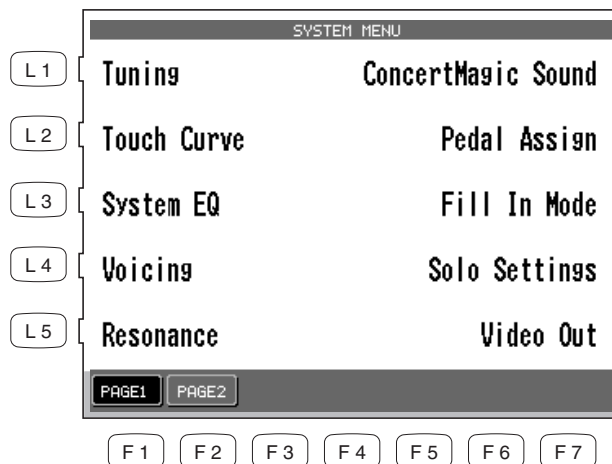 SYSTEM MENU
L1 Tuning ConcertMagic Sound
L2 Touch Curve Pedal Assign
L3 System EQ Fill In Mode
L4 Voicing Solo Settings
L5 Resonance Video Out
PAGE1 PAGE2
F1 F2 F3 F4 F5 F6 F7